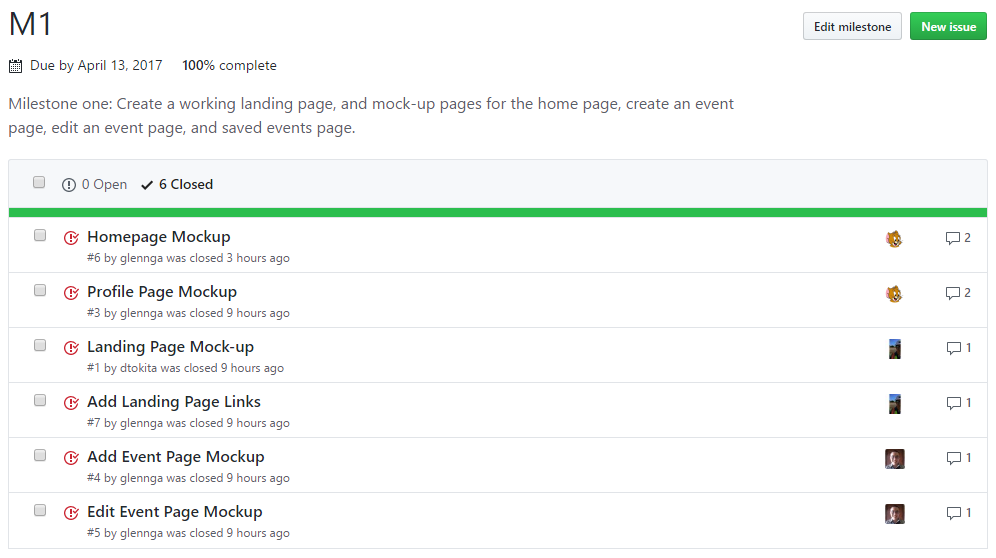 M1
Edit milestone
New issue
Due by April 13, 2017 100% complete
Milestone one: Create a working landing page, and mock-up pages for the home page, create an event
page, edit an event page, and saved events page.
0 Open 6 Closed
Homepage Mockup
2
#6 by glennga was closed 3 hours ago
Profile Page Mockup
2
#3 by glennga was closed 9 hours ago
Landing Page Mock-up
1
#1 by dtokita was closed 9 hours ago
Add Landing Page Links
1
#7 by glennga was closed 9 hours ago
Add Event Page Mockup
1
#4 by glennga was closed 9 hours ago
Edit Event Page Mockup
1
#5 by glennga was closed 9 hours ago